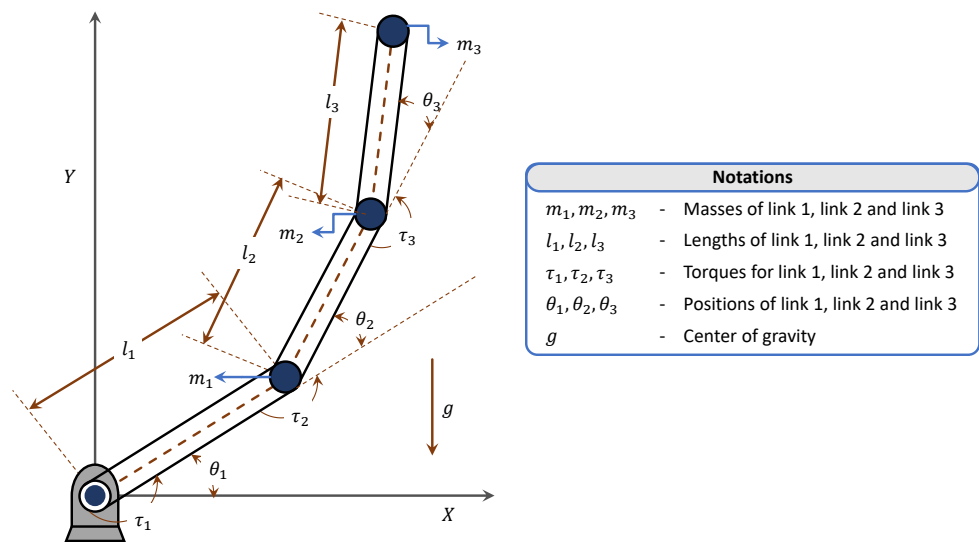 m₃
θ₃
l₃
Y
m₂
τ₃
l₂
θ₂
l₁
m₁
τ₂
g
θ₁
τ₁
X
Notations
m₁, m₂, m₃ - Masses of link 1, link 2 and link 3
l₁, l₂, l₃ - Lengths of link 1, link 2 and link 3
τ₁, τ₂, τ₃ - Torques for link 1, link 2 and link 3
θ₁, θ₂, θ₃ - Positions of link 1, link 2 and link 3
g - Center of gravity